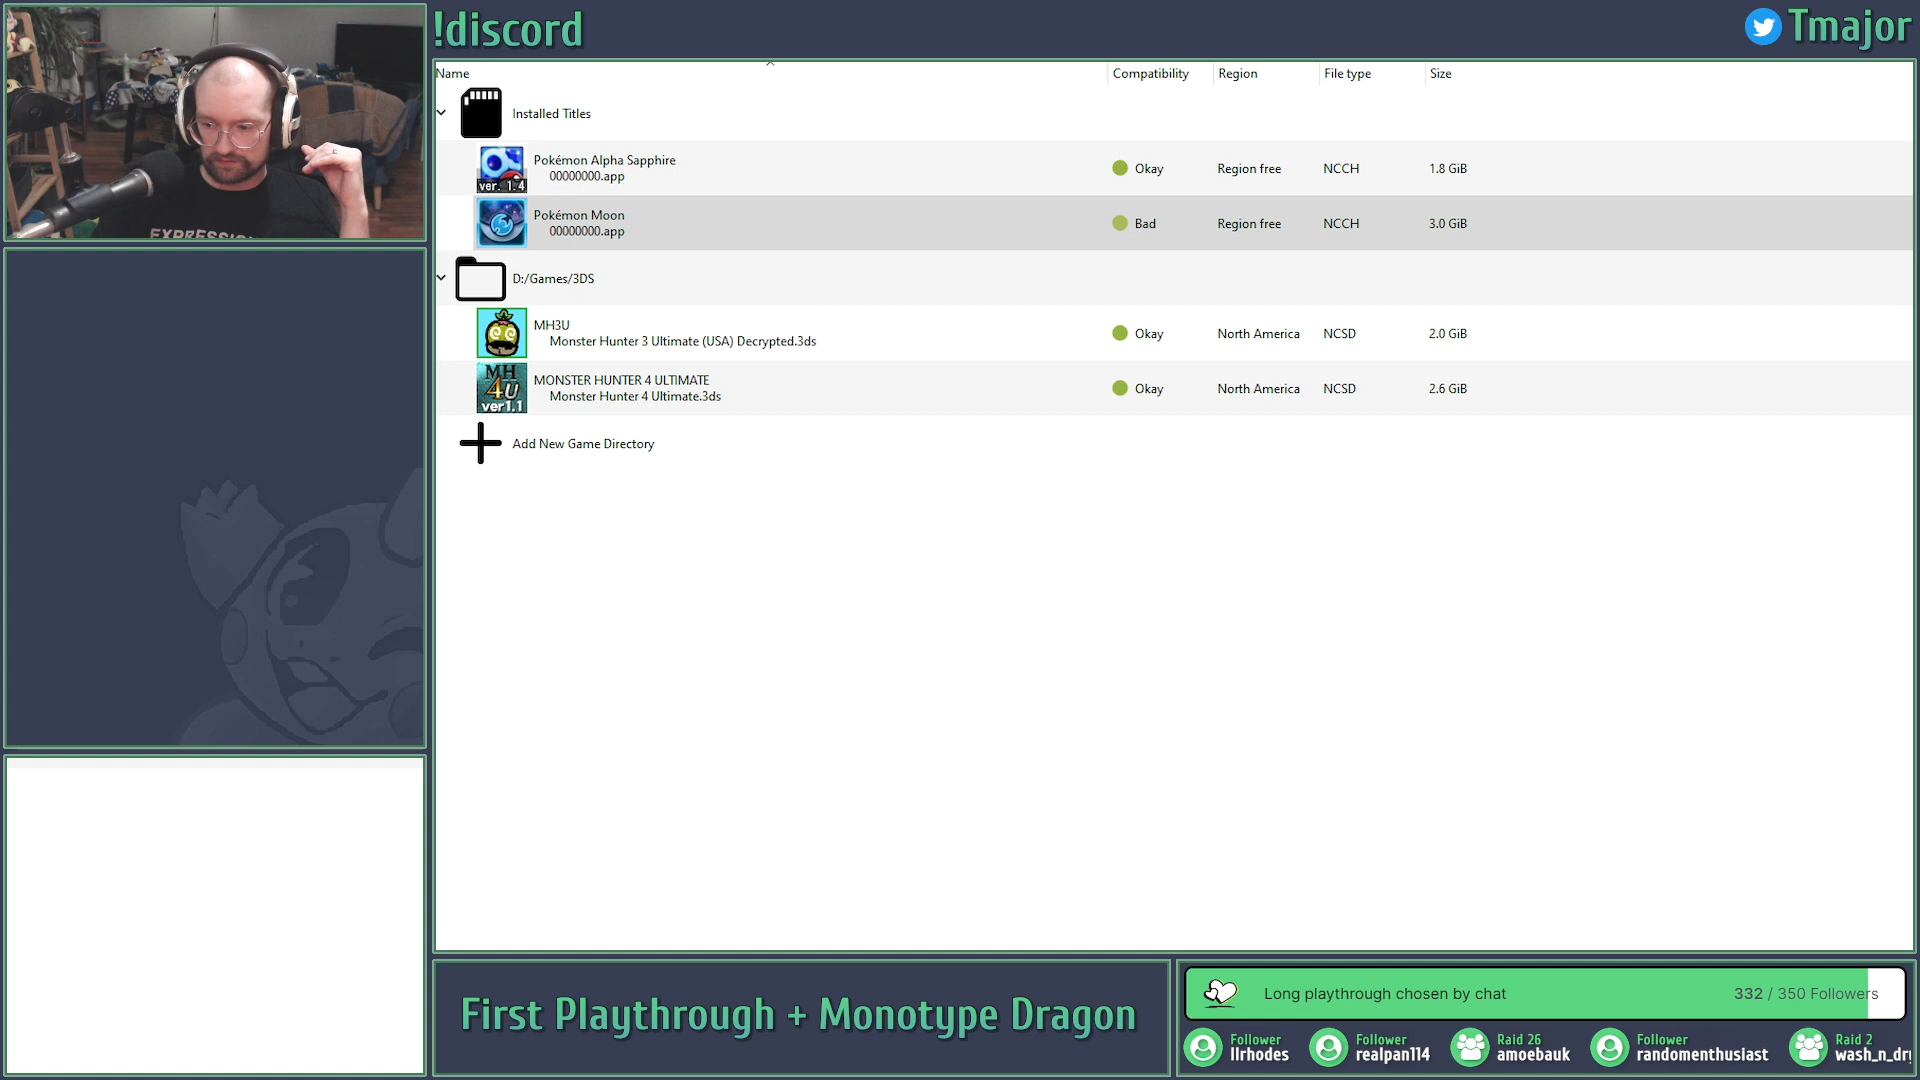 !discord
Tmajor
Name
Compatibility
Region
File type
Size
Installed Titles
ver. 1.4
Pokémon Alpha Sapphire
00000000.app
Okay
Region free
NCCH
1.8 GiB
Pokémon Moon
00000000.app
Bad
Region free
NCCH
3.0 GiB
D:/Games/3DS
MH3U
Monster Hunter 3 Ultimate (USA) Decrypted.3ds
Okay
North America
NCSD
2.0 GiB
MH
4U
ver1.1
MONSTER HUNTER 4 ULTIMATE
Monster Hunter 4 Ultimate.3ds
Okay
North America
NCSD
2.6 GiB
Add New Game Directory
First Playthrough + Monotype Dragon
Long playthrough chosen by chat
332 / 350 Followers
Follower
llrhodes
Follower
realpan114
Raid 26
amoebauk
Follower
randomenthusiast
Raid 2